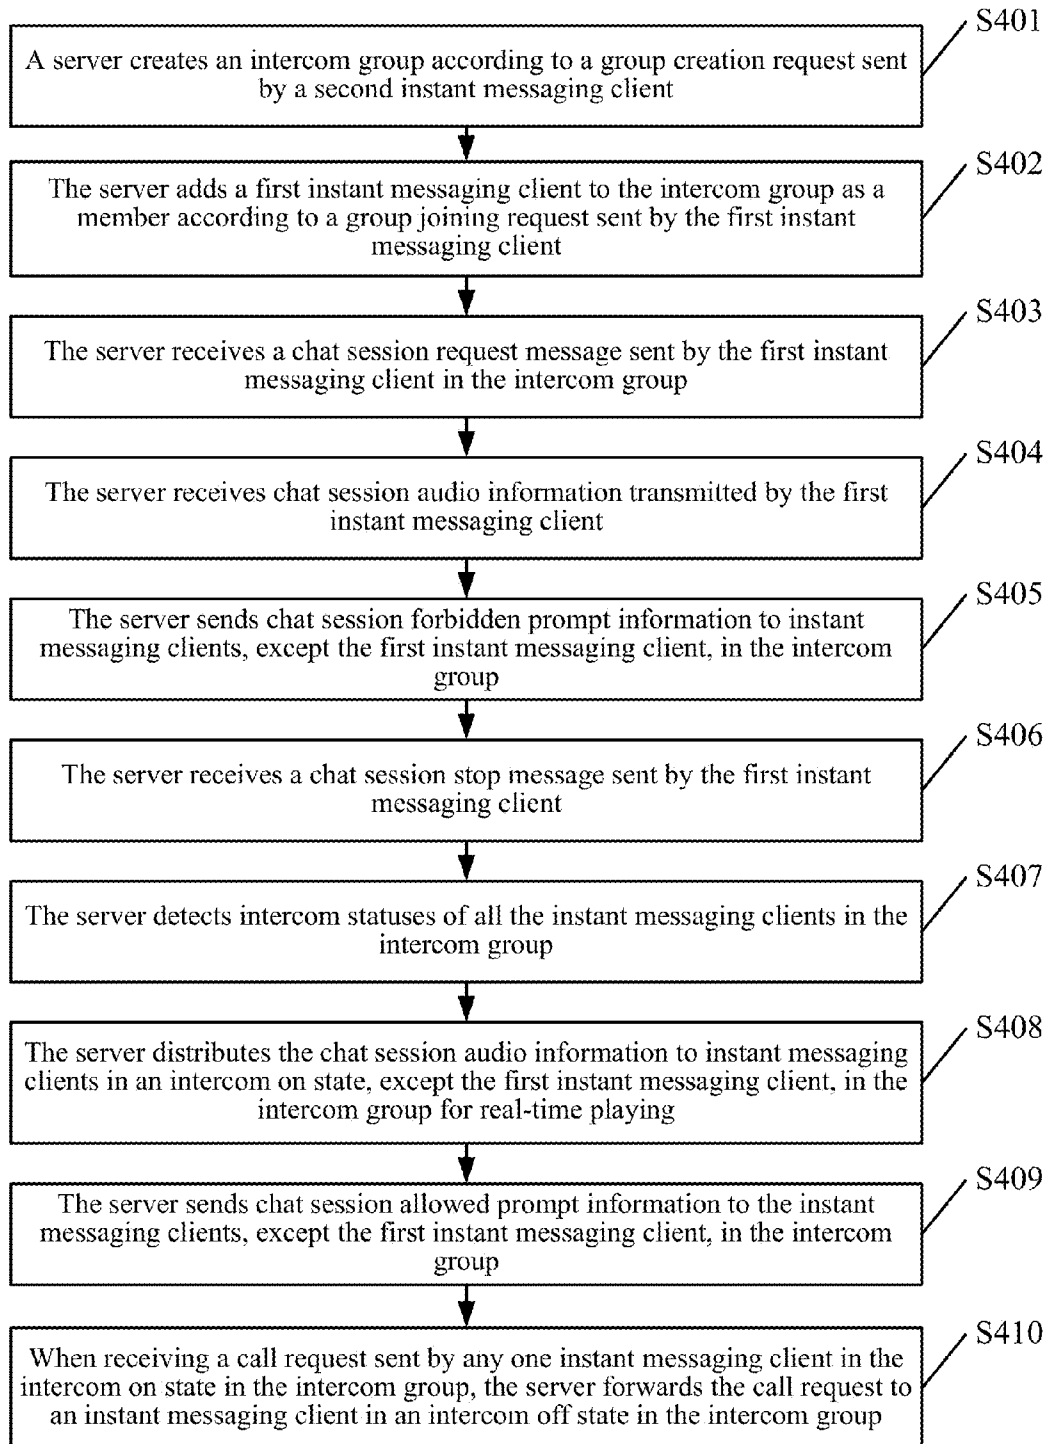 S401
A server creates an intercom group according to a group creation request sent
by a second instant messaging client
S402
The server adds a first instant messaging client to the intercom group as a
member according to a group joining request sent by the first instant
messaging client
S403
The server receives a chat session request message sent by the first instant
messaging client in the intercom group
S404
The server receives chat session audio information transmitted by the first
instant messaging client
S405
The server sends chat session forbidden prompt information to instant
messaging clients, except the first instant messaging client, in the intercom
group
S406
The server receives a chat session stop message sent by the first instant
messaging client
S407
The server detects intercom statuses of all the instant messaging clients in the
intercom group
S408
The server distributes the chat session audio information to instant messaging
clients in an intercom on state, except the first instant messaging client, in
the intercom group for real-time playing
S409
The server sends chat session allowed prompt information to the instant
messaging clients, except the first instant messaging client, in the intercom
group
S410
When receiving a call request sent by any one instant messaging client in the
intercom on state in the intercom group, the server forwards the call request to
an instant messaging client in an intercom off state in the intercom group